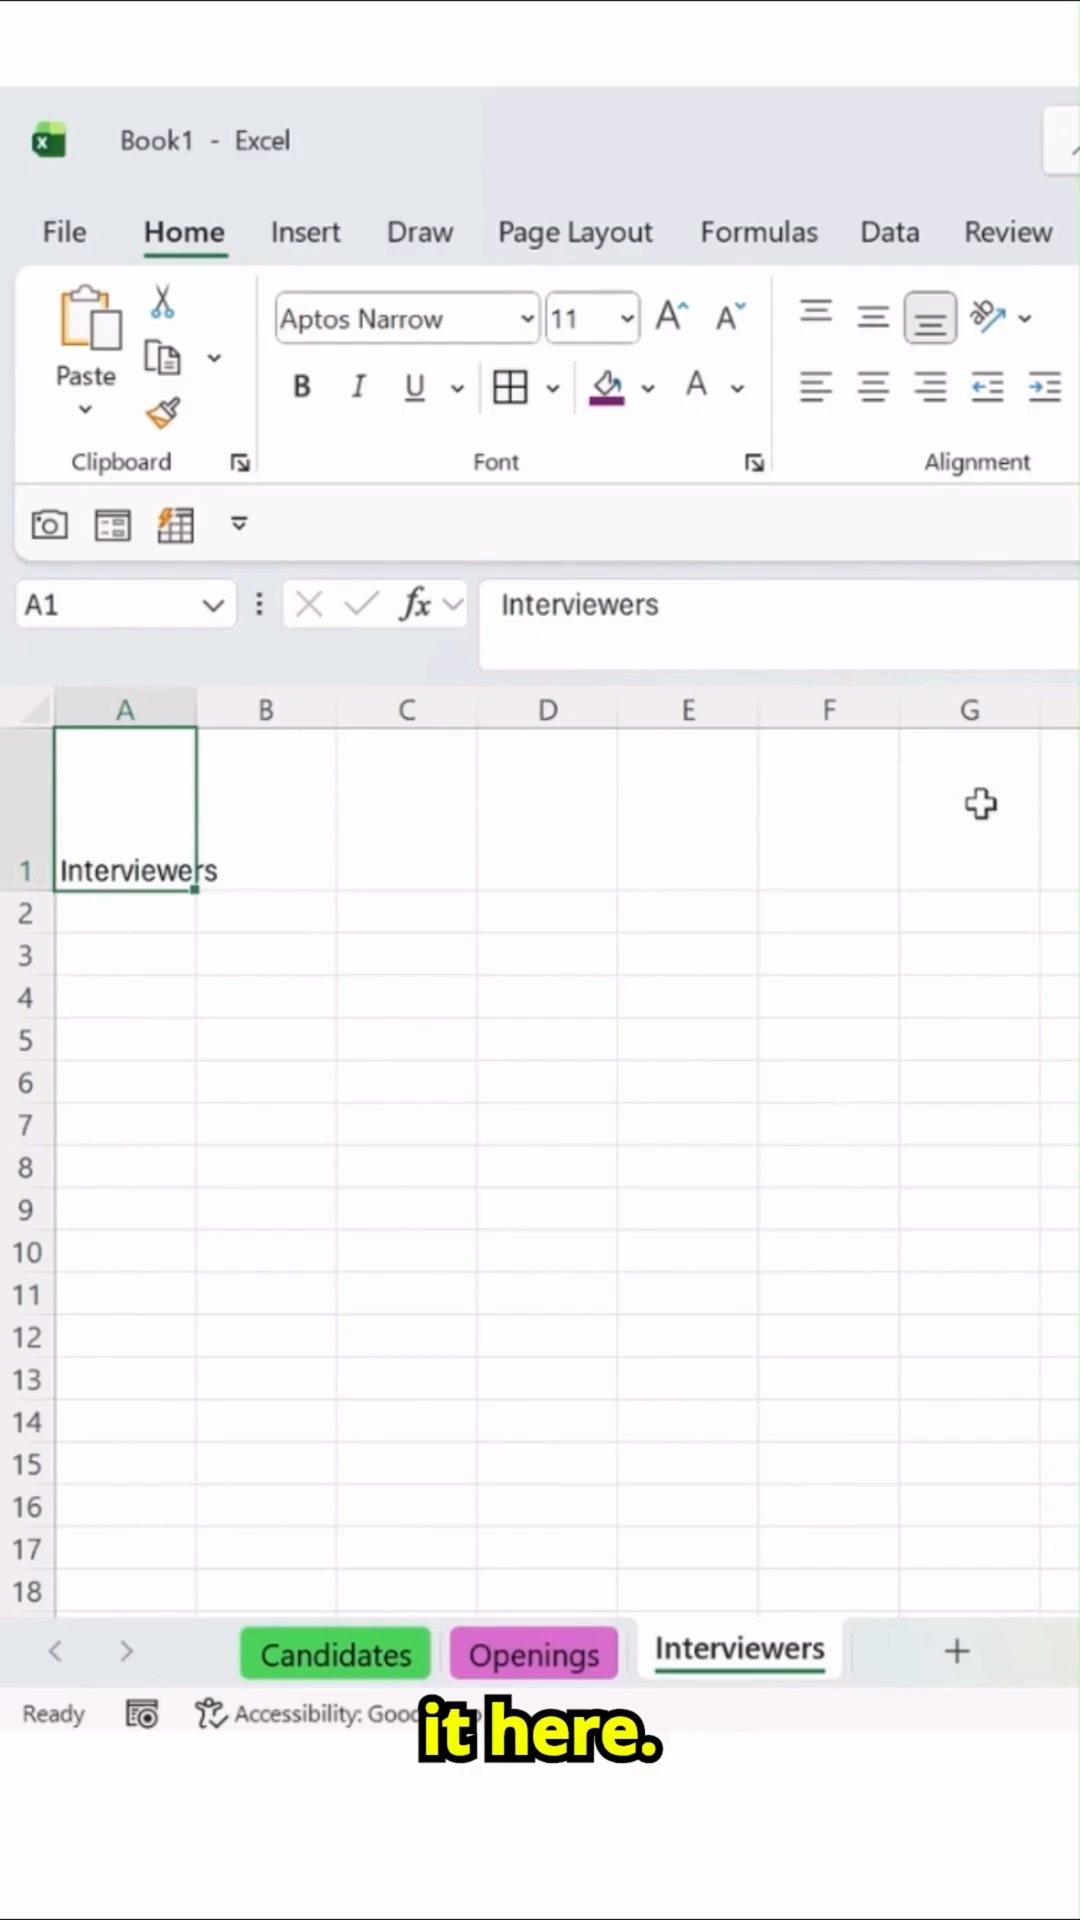 Book1 - Excel
File Home Insert Draw Page Layout Formulas Data Review
Aptos Narrow 11 A A
Paste
B I U A
Clipboard Font Alignment
A1 fx Interviewers
A B C D E F G
1 Interviewers
2
3
4
5
6
7
8
9
10
11
12
13
14
15
16
17
18
Candidates Openings Interviewers +
Ready Accessibility: Good
it here.